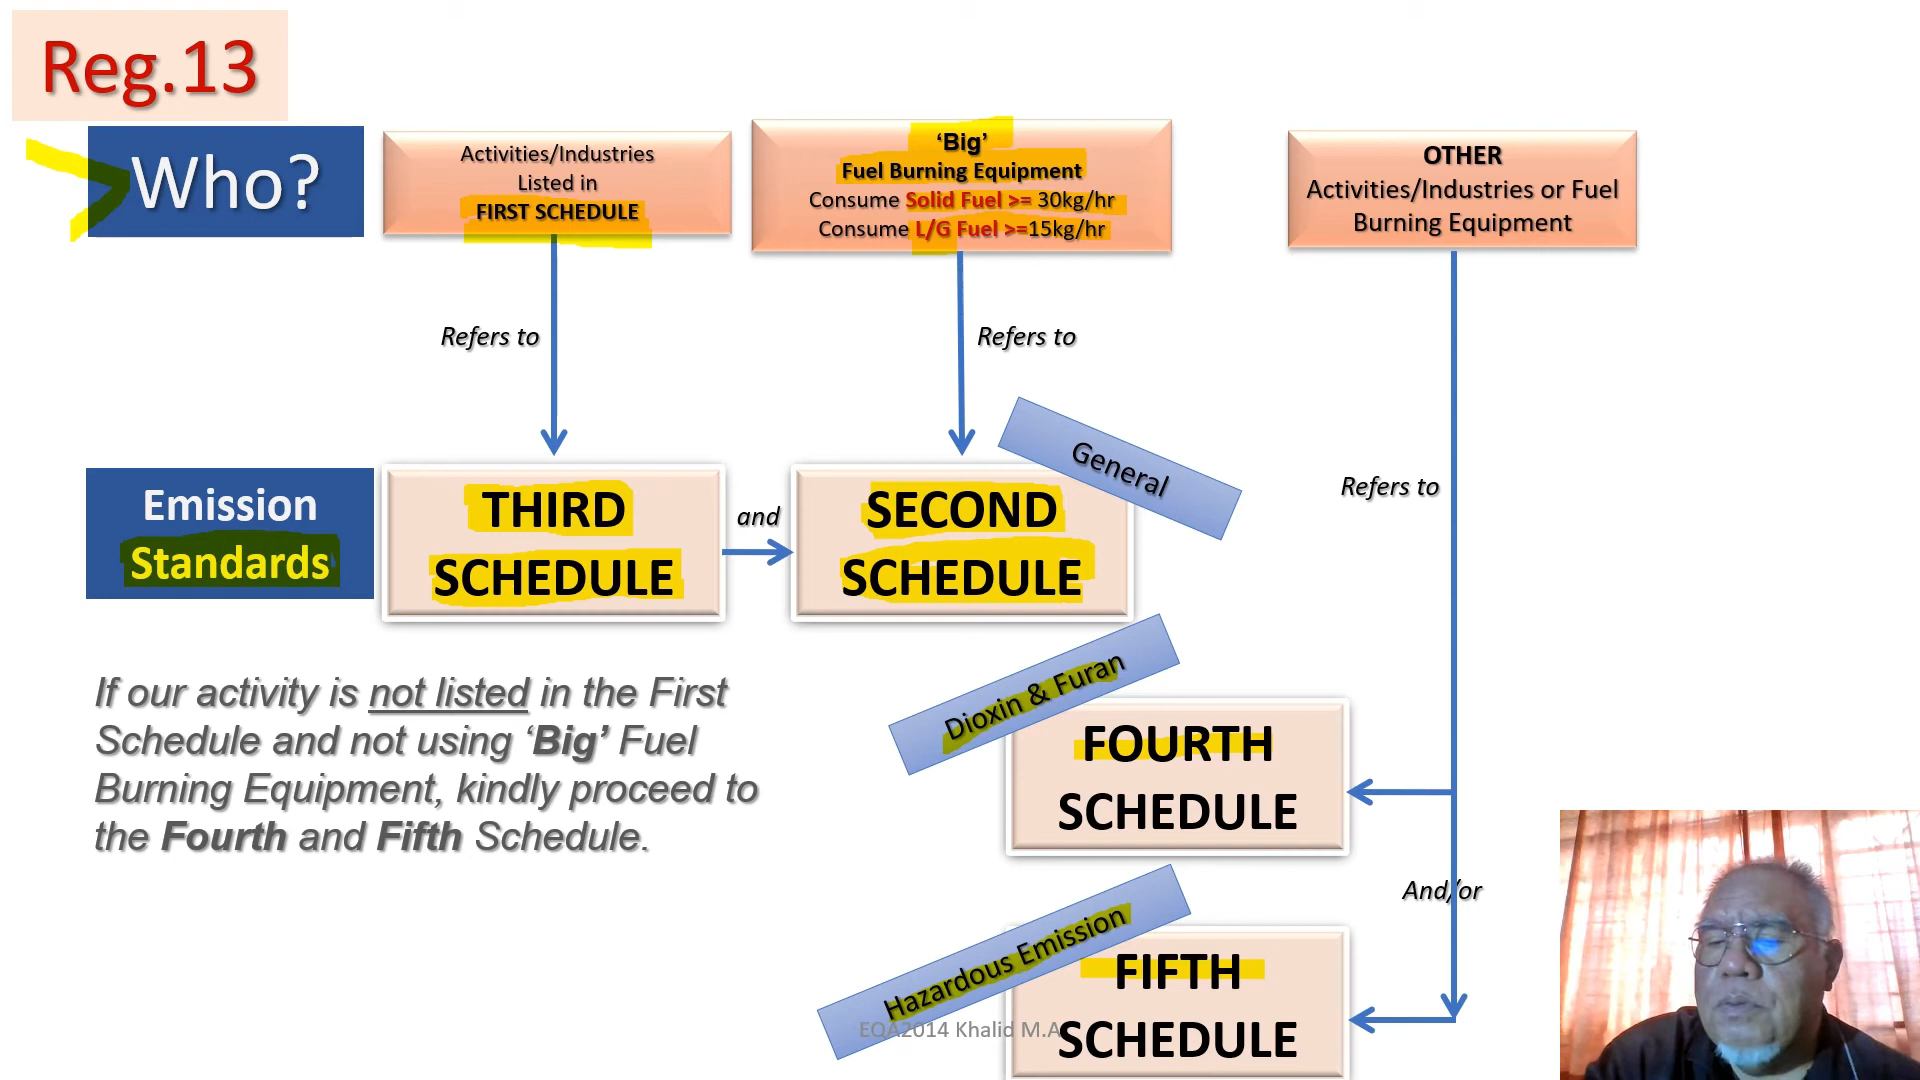 Reg.13
Who?
Activities/Industries
Listed in
FIRST SCHEDULE
‘Big’
Fuel Burning Equipment
Consume Solid Fuel >= 30kg/hr
Consume L/G Fuel >=15kg/hr
OTHER
Activities/Industries or Fuel
Burning Equipment
Refers to
Refers to
Refers to
Emission
Standards
THIRD
SCHEDULE
and
SECOND
SCHEDULE
General
If our activity is not listed in the First
Schedule and not using ‘Big’ Fuel
Burning Equipment, kindly proceed to
the Fourth and Fifth Schedule.
Dioxin & Furan
FOURTH
SCHEDULE
And/or
Hazardous Emission
FIFTH
SCHEDULE
EQA2014 Khalid M.A